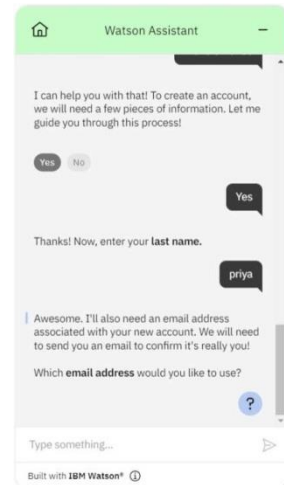 Watson Assistant
I can help you with that! To create an account,
we will need a few pieces of information. Let me
guide you through this process!
Yes No
Yes
Thanks! Now, enter your last name.
priya
Awesome. I'll also need an email address
associated with your new account. We will need
to send you an email to confirm it's really you!
Which email address would you like to use?
?
Type something...
Built with IBM Watson®